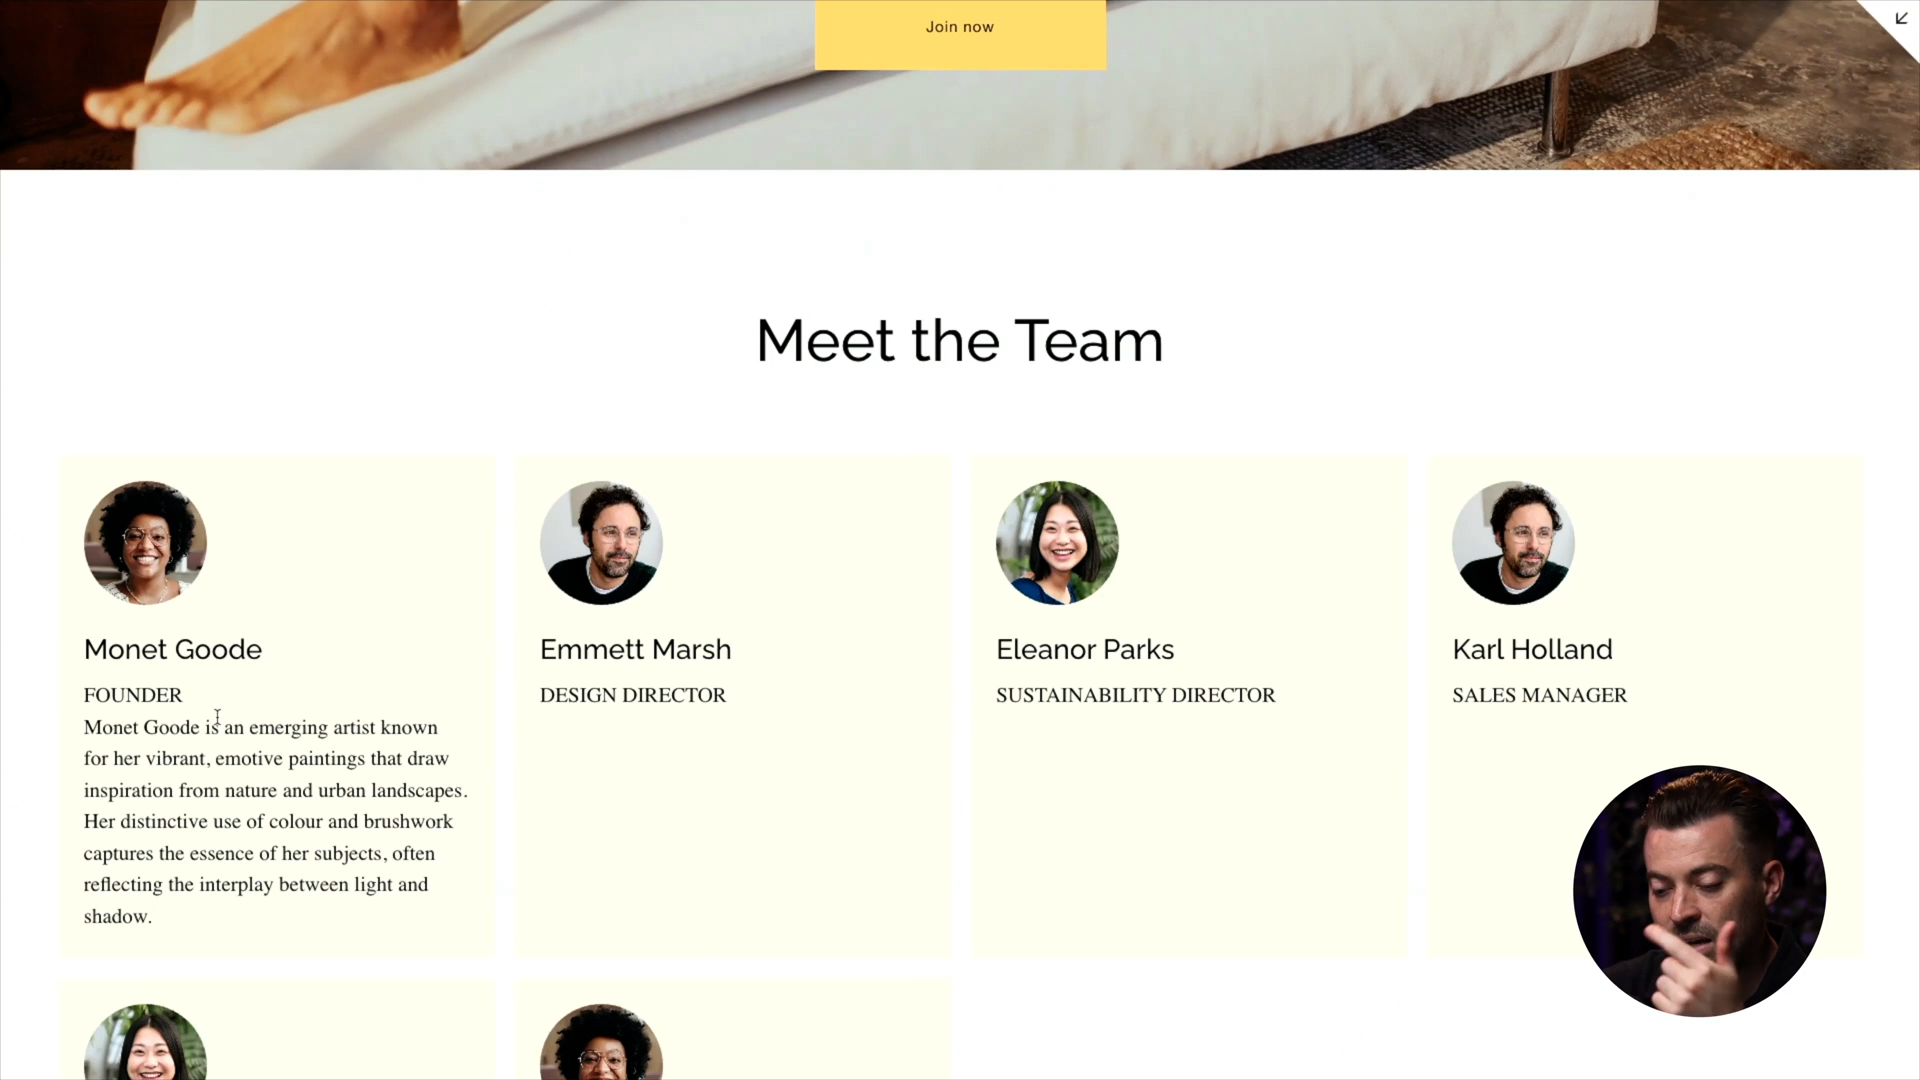 Join now
Meet the Team
Monet Goode
FOUNDER
Monet Goode is an emerging artist known
for her vibrant, emotive paintings that draw
inspiration from nature and urban landscapes.
Her distinctive use of colour and brushwork
captures the essence of her subjects, often
reflecting the interplay between light and
shadow.
Emmett Marsh
DESIGN DIRECTOR
Eleanor Parks
SUSTAINABILITY DIRECTOR
Karl Holland
SALES MANAGER